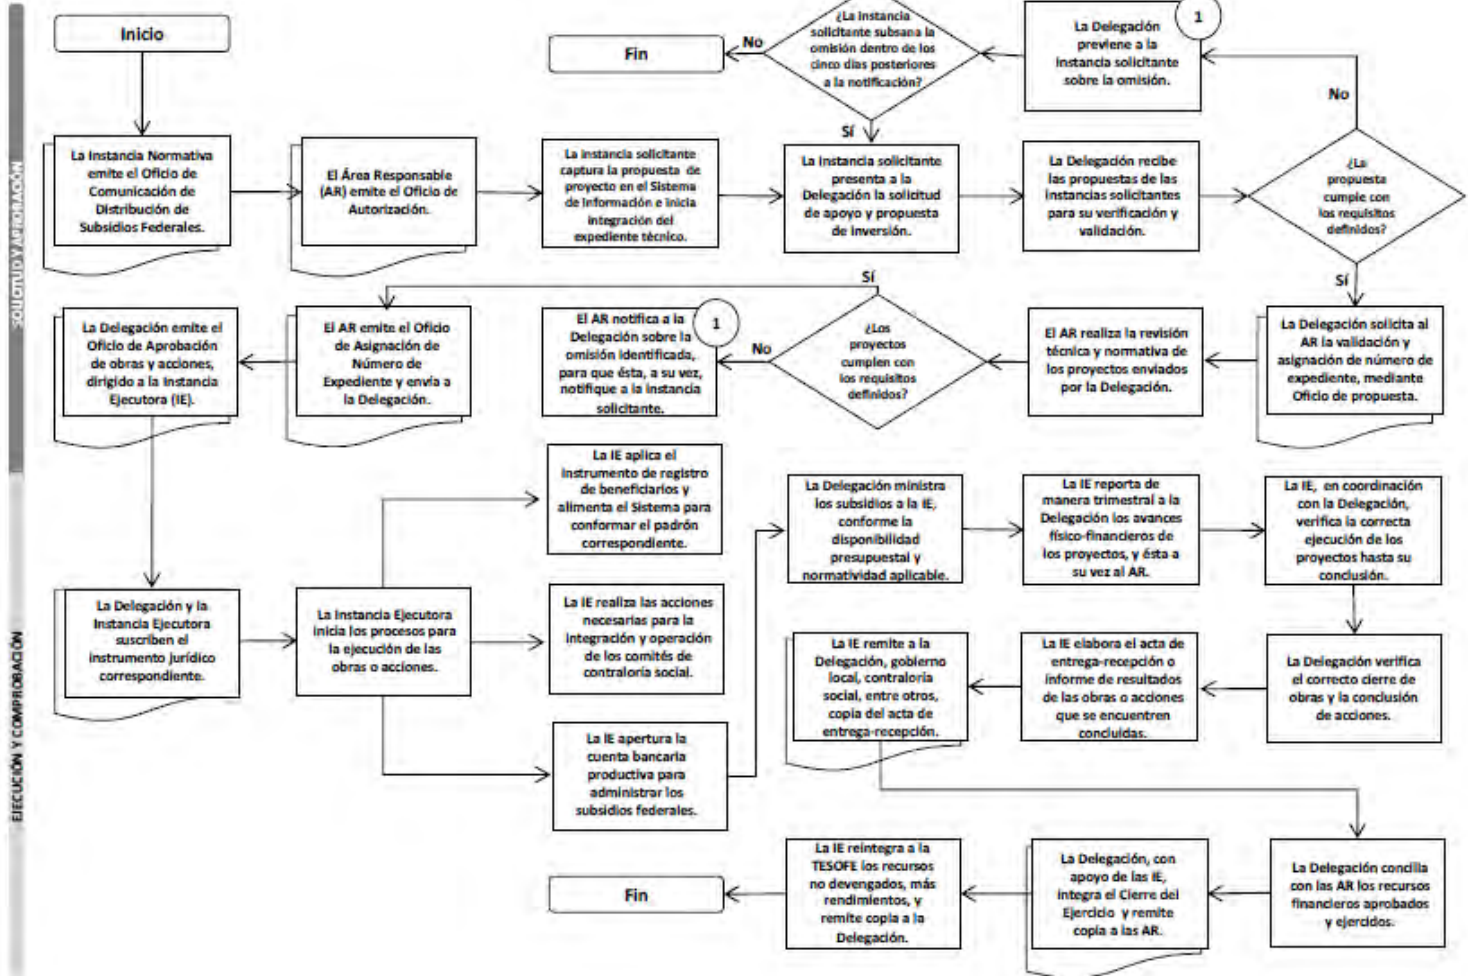 SOLICITUD Y APROBACIÓN
Inicio
Fin
No
¿La instancia
solicitante subsana la
omisión dentro de los
cinco días posteriores
a la notificación?
Sí
La Delegación
previene a la
instancia solicitante
sobre la omisión.
1
No
La Instancia Normativa
emite el Oficio de
Comunicación de
Distribución de
Subsidios Federales.
El Área Responsable
(AR) emite el Oficio de
Autorización.
La instancia solicitante
captura la propuesta de
proyecto en el Sistema
de Información e inicia
integración del
expediente técnico.
La instancia solicitante
presenta a la
Delegación la solicitud
de apoyo y propuesta
de inversión.
La Delegación recibe
las propuestas de las
instancias solicitantes
para su verificación y
validación.
¿La
propuesta
cumple con
los requisitos
definidos?
Sí
La Delegación solicita al
AR la validación y
asignación de número de
expediente, mediante
Oficio de propuesta.
El AR realiza la revisión
técnica y normativa de
los proyectos enviados
por la Delegación.
¿Los
proyectos
cumplen con
los requisitos
definidos?
Sí
No
El AR notifica a la
Delegación sobre la
omisión identificada,
para que ésta, a su vez,
notifique a la instancia
solicitante.
1
El AR emite el Oficio
de Asignación de
Número de
Expediente y envía a
la Delegación.
La Delegación emite el
Oficio de Aprobación
de obras y acciones,
dirigido a la Instancia
Ejecutora (IE).
EJECUCIÓN Y COMPROBACIÓN
La Delegación y la
Instancia Ejecutora
suscriben el
instrumento jurídico
correspondiente.
La Instancia Ejecutora
inicia los procesos para
la ejecución de las
obras o acciones.
La IE aplica el
instrumento de registro
de beneficiarios y
alimenta el Sistema para
conformar el padrón
correspondiente.
La IE realiza las acciones
necesarias para la
integración y operación
de los comités de
contraloría social.
La IE apertura la
cuenta bancaria
productiva para
administrar los
subsidios federales.
La Delegación ministra
los subsidios a la IE,
conforme la
disponibilidad
presupuestal y
normatividad aplicable.
La IE reporta de
manera trimestral a la
Delegación los avances
físico-financieros de
los proyectos, y ésta a
su vez al AR.
La IE, en coordinación
con la Delegación,
verifica la correcta
ejecución de los
proyectos hasta su
conclusión.
La Delegación verifica
el correcto cierre de
obras y la conclusión
de acciones.
La IE elabora el acta de
entrega-recepción o
informe de resultados
de las obras o acciones
que se encuentren
concluidas.
La IE remite a la
Delegación, gobierno
local, contraloría
social, entre otros,
copia del acta de
entrega-recepción.
La Delegación concilia
con las AR los recursos
financieros aprobados
y ejercidos.
La Delegación, con
apoyo de las IE,
integra el Cierre del
Ejercicio y remite
copia a las AR.
La IE reintegra a la
TESOFE los recursos
no devengados, más
rendimientos, y
remite copia a la
Delegación.
Fin